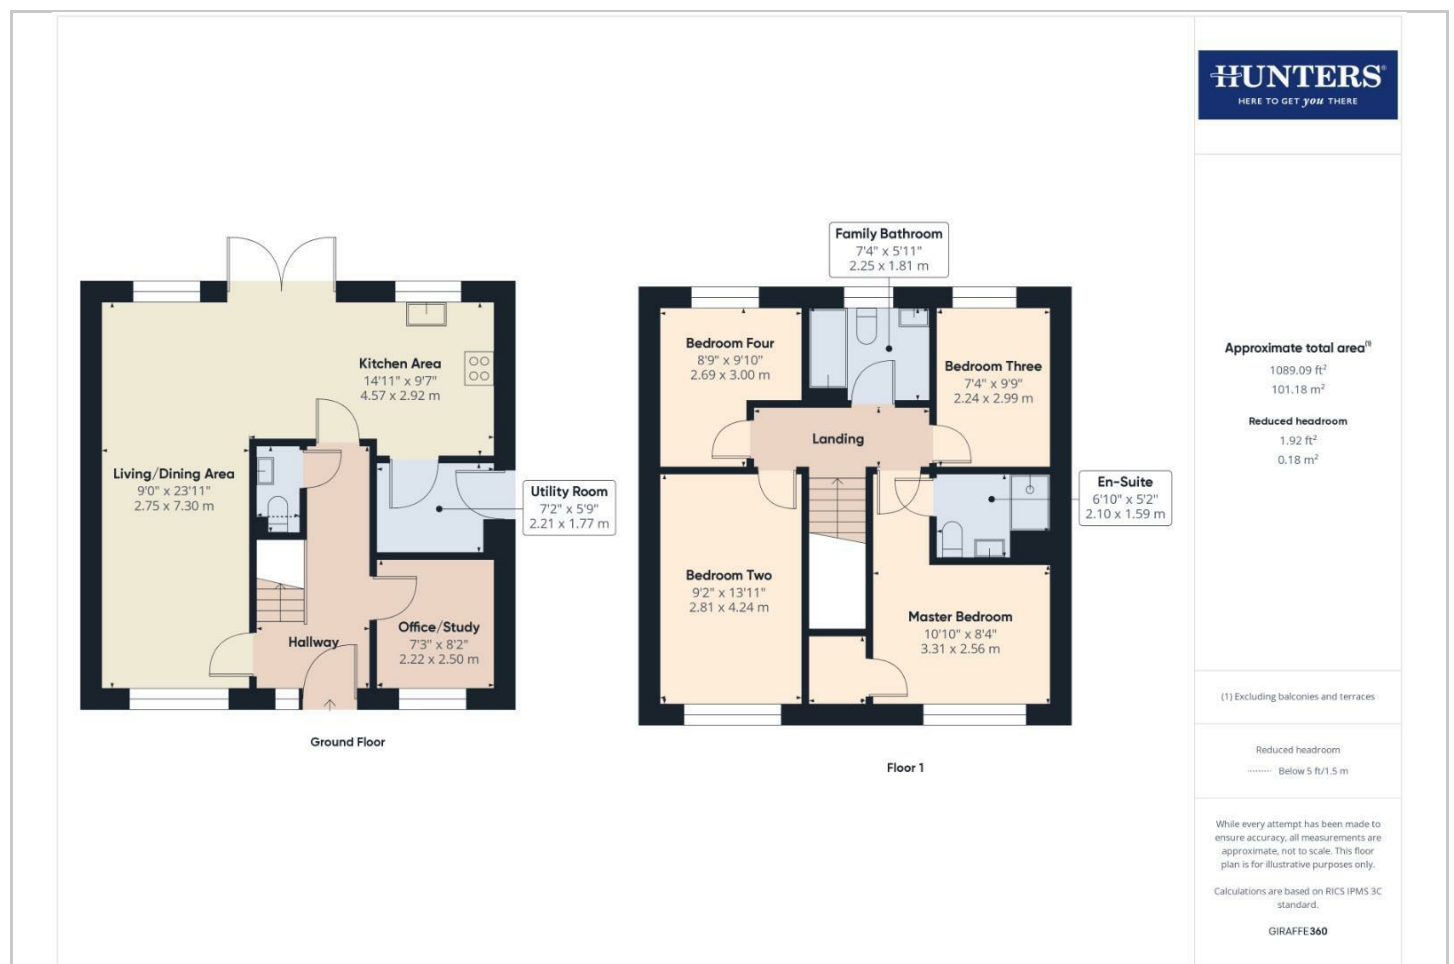 HUNTERS®
HERE TO GET you THERE
Family Bathroom
7'4" x 5'11"
2.25 x 1.81 m
Kitchen Area
14'11" x 9'7"
4.57 x 2.92 m
Living/Dining Area
9'0" x 23'11"
2.75 x 7.30 m
Utility Room
7'2" x 5'9"
2.21 x 1.77 m
Office/Study
7'3" x 8'2"
2.22 x 2.50 m
Hallway
Ground Floor
Bedroom Four
8'9" x 9'10"
2.69 x 3.00 m
Bedroom Three
7'4" x 9'9"
2.24 x 2.99 m
Landing
En-Suite
6'10" x 5'2"
2.10 x 1.59 m
Bedroom Two
9'2" x 13'11"
2.81 x 4.24 m
Master Bedroom
10'10" x 8'4"
3.31 x 2.56 m
Floor 1
Approximate total area(1)
1089.09 ft²
101.18 m²
Reduced headroom
1.92 ft²
0.18 m²
(1) Excluding balconies and terraces
Reduced headroom
Below 5 ft/1.5 m
While every attempt has been made to
ensure accuracy, all measurements are
approximate, not to scale. This floor
plan is for illustrative purposes only.
Calculations are based on RICS IPMS 3C
standard.
GIRAFFE360